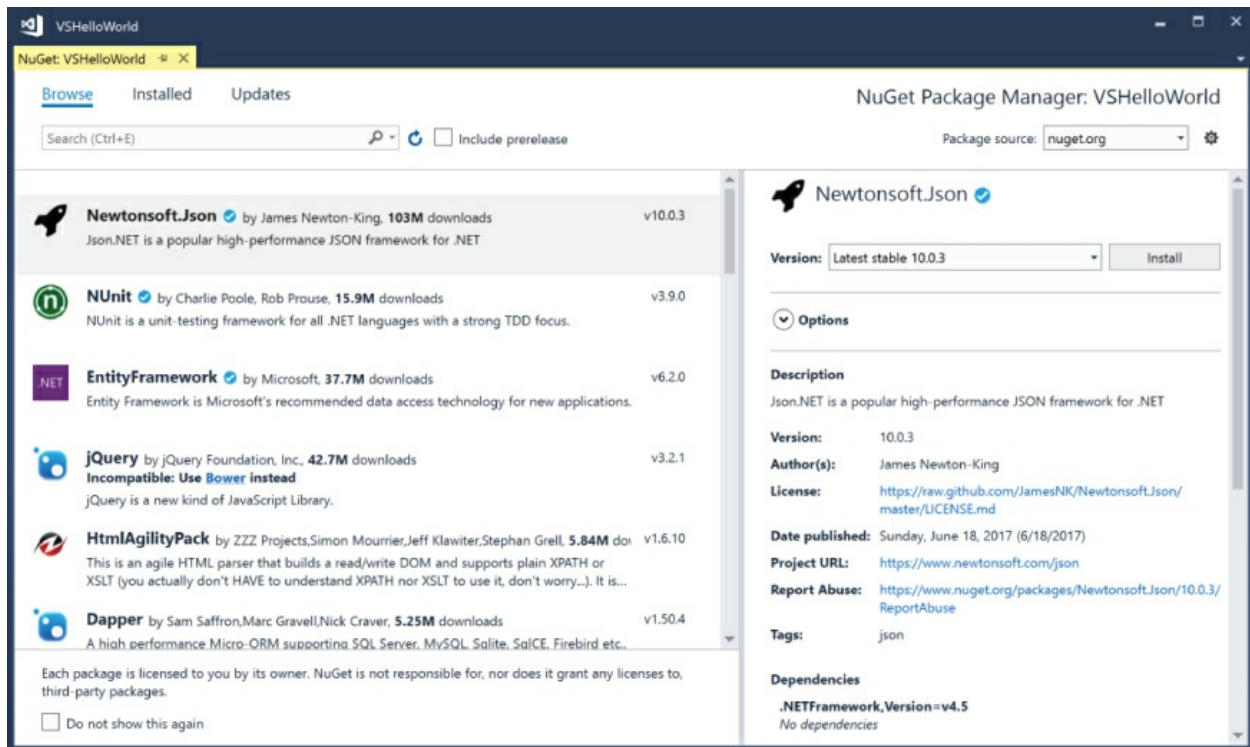 VSHelloWorld
NuGet: VSHelloWorld
Browse Installed Updates
NuGet Package Manager: VSHelloWorld
Search (Ctrl+E)
Include prerelease
Package source: nuget.org
Newtonsoft.Json by James Newton-King, 103M downloads v10.0.3
Json.NET is a popular high-performance JSON framework for .NET
n
NUnit by Charlie Poole, Rob Prouse, 15.9M downloads v3.9.0
NUnit is a unit-testing framework for all .NET languages with a strong TDD focus.
.NET
EntityFramework by Microsoft, 37.7M downloads v6.2.0
Entity Framework is Microsoft's recommended data access technology for new applications.
jQuery by jQuery Foundation, Inc., 42.7M downloads v3.2.1
Incompatible: Use Bower instead
jQuery is a new kind of JavaScript Library.
HtmlAgilityPack by ZZZ Projects,Simon Mourrier,Jeff Klawiter,Stephan Grell, 5.84M do v1.6.10
This is an agile HTML parser that builds a read/write DOM and supports plain XPATH or
XSLT (you actually don't HAVE to understand XPATH nor XSLT to use it, don't worry...). It is...
Dapper by Sam Saffron,Marc Gravell,Nick Craver, 5.25M downloads v1.50.4
A high performance Micro-ORM supporting SQL Server, MySQL, Sqlite, SqlCE, Firebird etc..
Each package is licensed to you by its owner. NuGet is not responsible for, nor does it grant any licenses to,
third-party packages.
Do not show this again
Newtonsoft.Json
Version: Latest stable 10.0.3 Install
Options
Description
Json.NET is a popular high-performance JSON framework for .NET
Version: 10.0.3
Author(s): James Newton-King
License: https://raw.github.com/JamesNK/Newtonsoft.Json/
master/LICENSE.md
Date published: Sunday, June 18, 2017 (6/18/2017)
Project URL: https://www.newtonsoft.com/json
Report Abuse: https://www.nuget.org/packages/Newtonsoft.Json/10.0.3/
ReportAbuse
Tags: json
Dependencies
.NETFramework,Version=v4.5
No dependencies